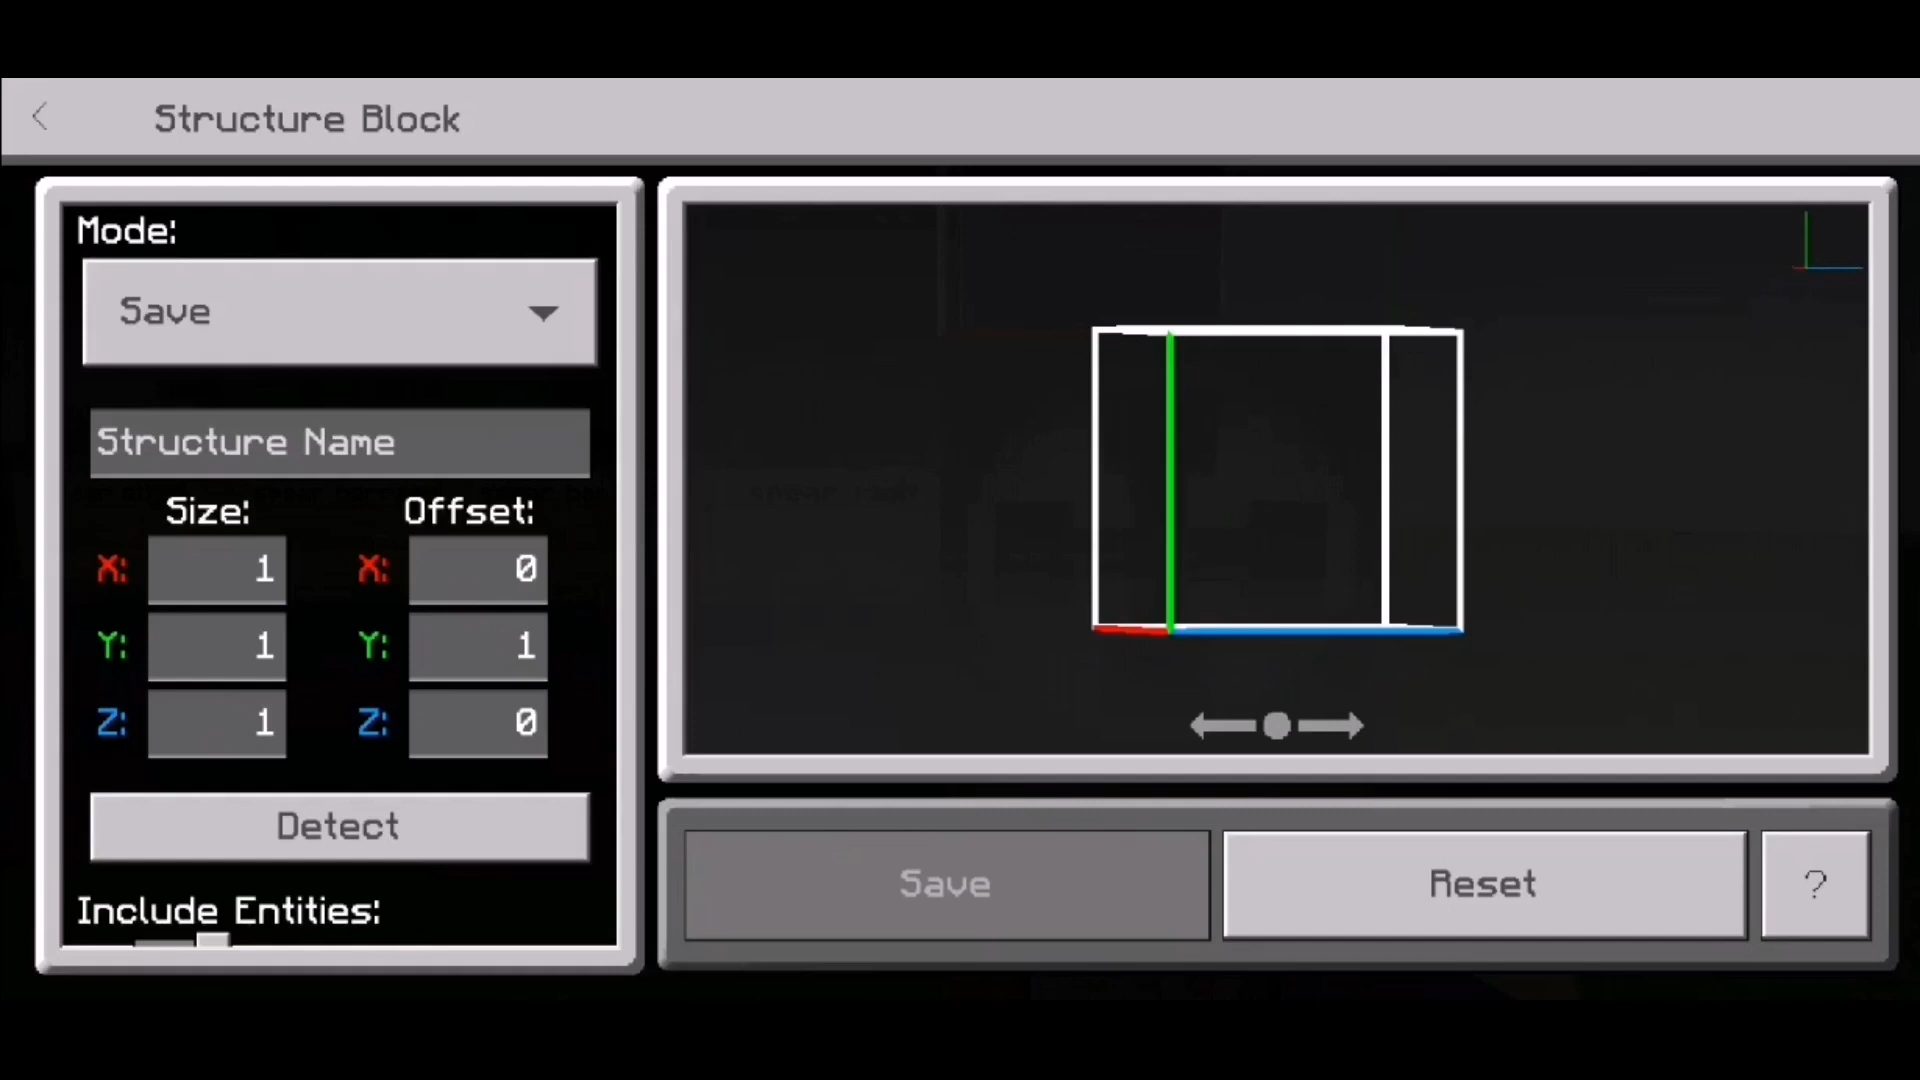 Structure Block
Mode:
Save
Structure Name
Size: Offset:
X: 1 X: 0
Y: 1 Y: 1
Z: 1 Z: 0
Detect
Include Entities:
Save Reset ?